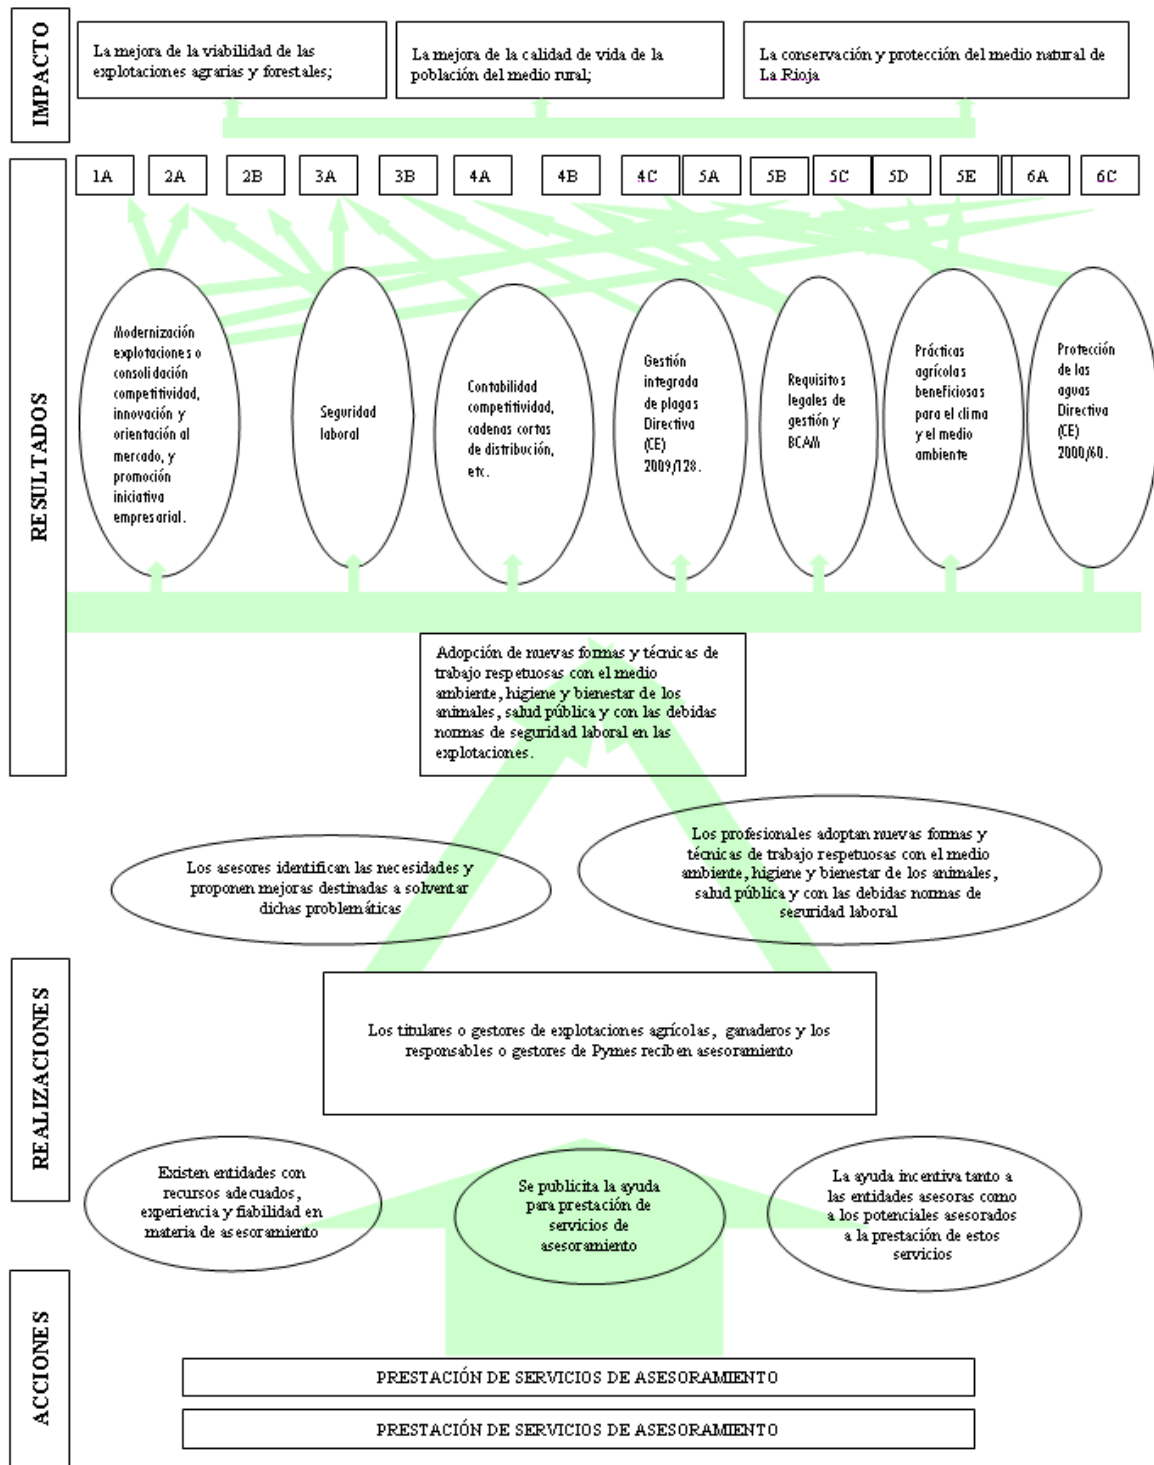 IMPACTO
La mejora de la viabilidad de las
explotaciones agrarias y forestales;
La mejora de la calidad de vida de la
población del medio rural;
La conservación y protección del medio natural de
La Rioja
RESULTADOS
1A
2A
2B
3A
3B
4A
4B
4C
5A
5B
5C
5D
5E
6A
6C
Modernización
explotaciones o
consolidación
competitividad,
innovación y
orientación al
mercado, y
promoción
iniciativa
empresarial.
Seguridad
laboral
Contabilidad
competitividad,
cadenas cortas
de distribución,
etc.
Gestión
integrada
de plagas
Directiva
(CE)
2009/128.
Requisitos
legales de
gestión y
BCAM
Prácticas
agrícolas
beneficiosas
para el clima
y el medio
ambiente
Protección
de las
aguas
Directiva
(CE)
2000/60.
Adopción de nuevas formas y técnicas de
trabajo respetuosas con el medio
ambiente, higiene y bienestar de los
animales, salud pública y con las debidas
normas de seguridad laboral en las
explotaciones.
Los asesores identifican las necesidades y
proponen mejoras destinadas a solventar
dichas problemáticas
Los profesionales adoptan nuevas formas y
técnicas de trabajo respetuosas con el medio
ambiente, higiene y bienestar de los animales,
salud pública y con las debidas normas de
seguridad laboral
REALIZACIONES
Los titulares o gestores de explotaciones agrícolas, ganaderos y los
responsables o gestores de Pymes reciben asesoramiento
Existen entidades con
recursos adecuados,
experiencia y fiabilidad en
materia de asesoramiento
Se publicita la ayuda
para prestación de
servicios de
asesoramiento
La ayuda incentiva tanto a
las entidades asesoras como
a los potenciales asesorados
a la prestación de estos
servicios
ACCIONES
PRESTACIÓN DE SERVICIOS DE ASESORAMIENTO
PRESTACIÓN DE SERVICIOS DE ASESORAMIENTO